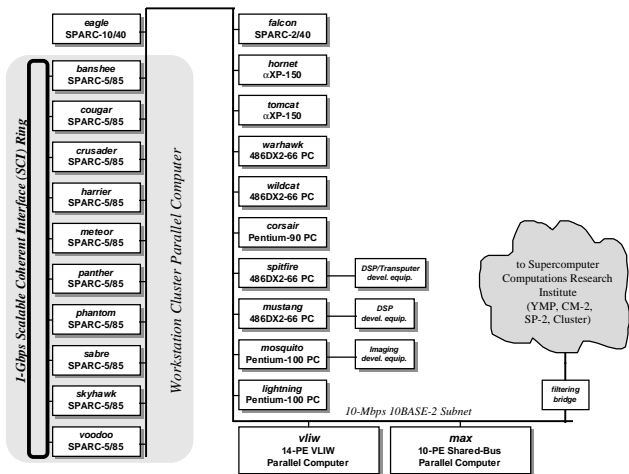 eagle
SPARC-10/40
banshee
SPARC-5/85
cougar
SPARC-5/85
crusader
SPARC-5/85
harrier
SPARC-5/85
meteor
SPARC-5/85
panther
SPARC-5/85
phantom
SPARC-5/85
sabre
SPARC-5/85
skyhawk
SPARC-5/85
voodoo
SPARC-5/85
1-Gbps Scalable Coherent Interface (SCI) Ring
Workstation Cluster Parallel Computer
falcon
SPARC-2/40
hornet
αXP-150
tomcat
αXP-150
warhawk
486DX2-66 PC
wildcat
486DX2-66 PC
corsair
Pentium-90 PC
spitfire
486DX2-66 PC
DSP/Transputer
devel. equip.
mustang
486DX2-66 PC
DSP
devel. equip.
mosquito
Pentium-100 PC
Imaging
devel. equip.
lightning
Pentium-100 PC
to Supercomputer
Computations Research
Institute
(YMP, CM-2,
SP-2, Cluster)
filtering
bridge
10-Mbps 10BASE-2 Subnet
vliw
14-PE VLIW
Parallel Computer
max
10-PE Shared-Bus
Parallel Computer